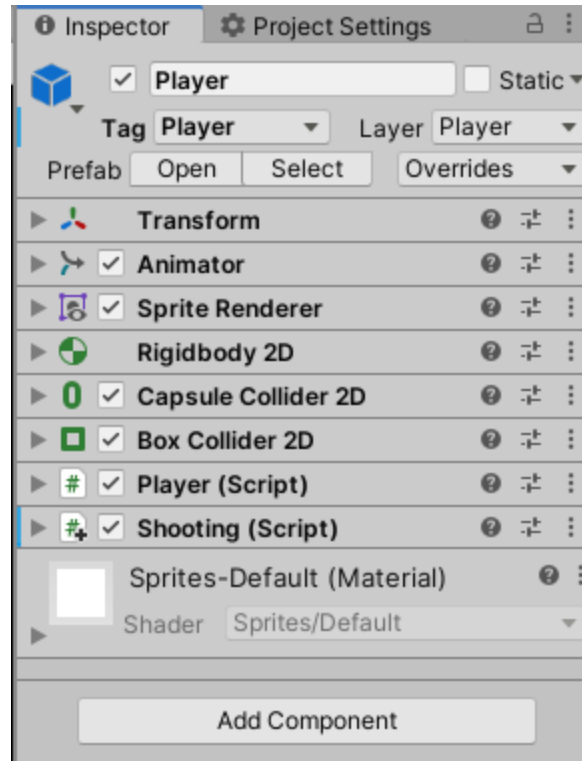 Inspector Project Settings
Player Static
Tag Player Layer Player
Prefab Open Select Overrides
Transform
Animator
Sprite Renderer
Rigidbody 2D
Capsule Collider 2D
Box Collider 2D
# Player (Script)
# Shooting (Script)
Sprites-Default (Material)
Shader Sprites/Default
Add Component